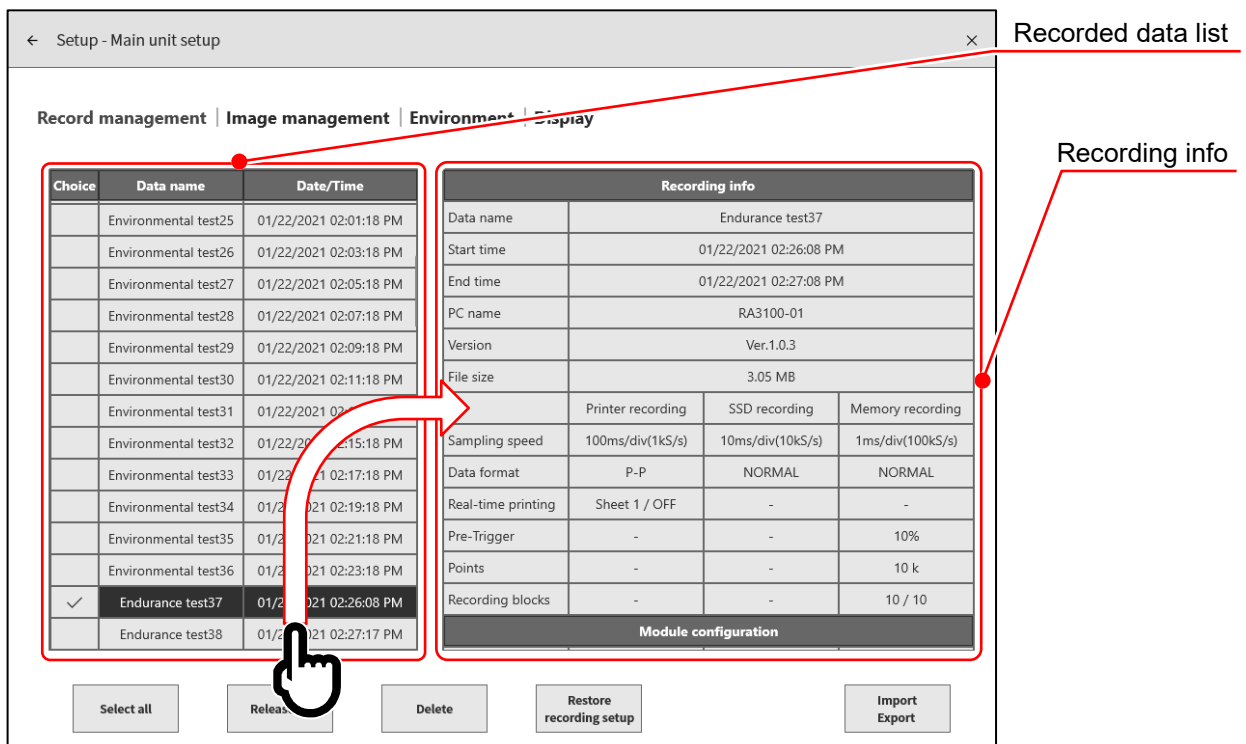 ← Setup - Main unit setup ×
Recorded data list
Record management | Image management | Environment | Display
Recording info
Choice Data name Date/Time
Environmental test25 01/22/2021 02:01:18 PM
Environmental test26 01/22/2021 02:03:18 PM
Environmental test27 01/22/2021 02:05:18 PM
Environmental test28 01/22/2021 02:07:18 PM
Environmental test29 01/22/2021 02:09:18 PM
Environmental test30 01/22/2021 02:11:18 PM
Environmental test31 01/22/2021
Environmental test32 :15:18 PM
Environmental test33 02:17:18 PM
Environmental test34 02:19:18 PM
Environmental test35 02:21:18 PM
Environmental test36 02:23:18 PM
✓ Endurance test37 02:26:08 PM
Endurance test38 02:27:17 PM
Recording info
Data name Endurance test37
Start time 01/22/2021 02:26:08 PM
End time 01/22/2021 02:27:08 PM
PC name RA3100-01
Version Ver.1.0.3
File size 3.05 MB
Printer recording SSD recording Memory recording
Sampling speed 100ms/div(1kS/s) 10ms/div(10kS/s) 1ms/div(100kS/s)
Data format P-P NORMAL NORMAL
Real-time printing Sheet 1 / OFF - -
Pre-Trigger - - 10%
Points - - 10 k
Recording blocks - - 10 / 10
Module configuration
Select all
Delete
Restore
recording setup
Import
Export